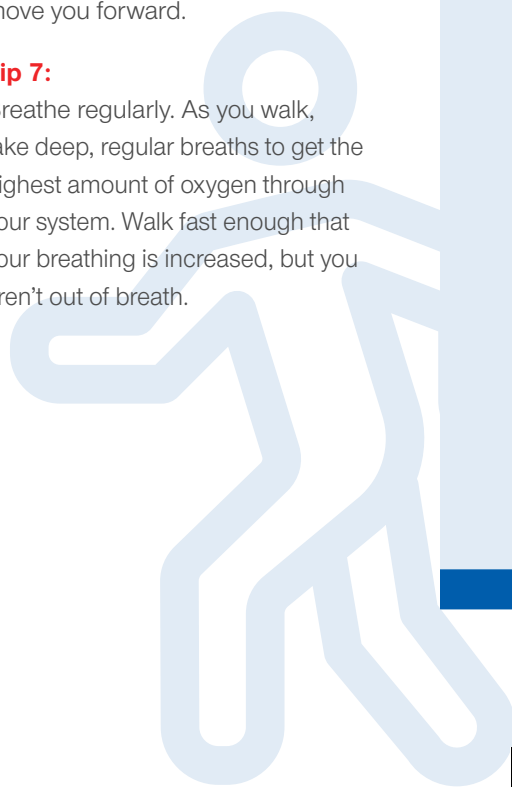 move you forward.
ip 7:
reathe regularly. As you walk,
ake deep, regular breaths to get the
ighest amount of oxygen through
our system. Walk fast enough that
our breathing is increased, but you
ren't out of breath.